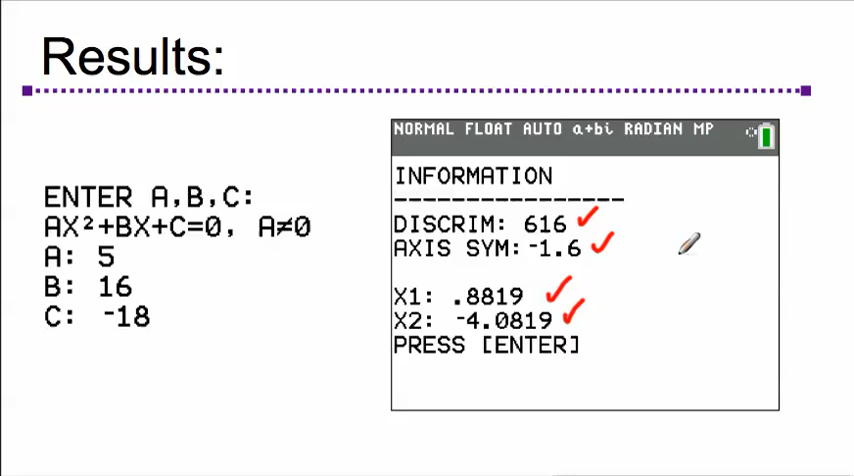 Results:
ENTER A,B,C:
AX²+BX+C=0, A≠0
A: 5
B: 16
C: ⁻18
NORMAL FLOAT AUTO a+bi RADIAN MP
INFORMATION
----------------
DISCRIM: 616
AXIS SYM:⁻1.6
X1: .8819
X2: ⁻4.0819
PRESS [ENTER]